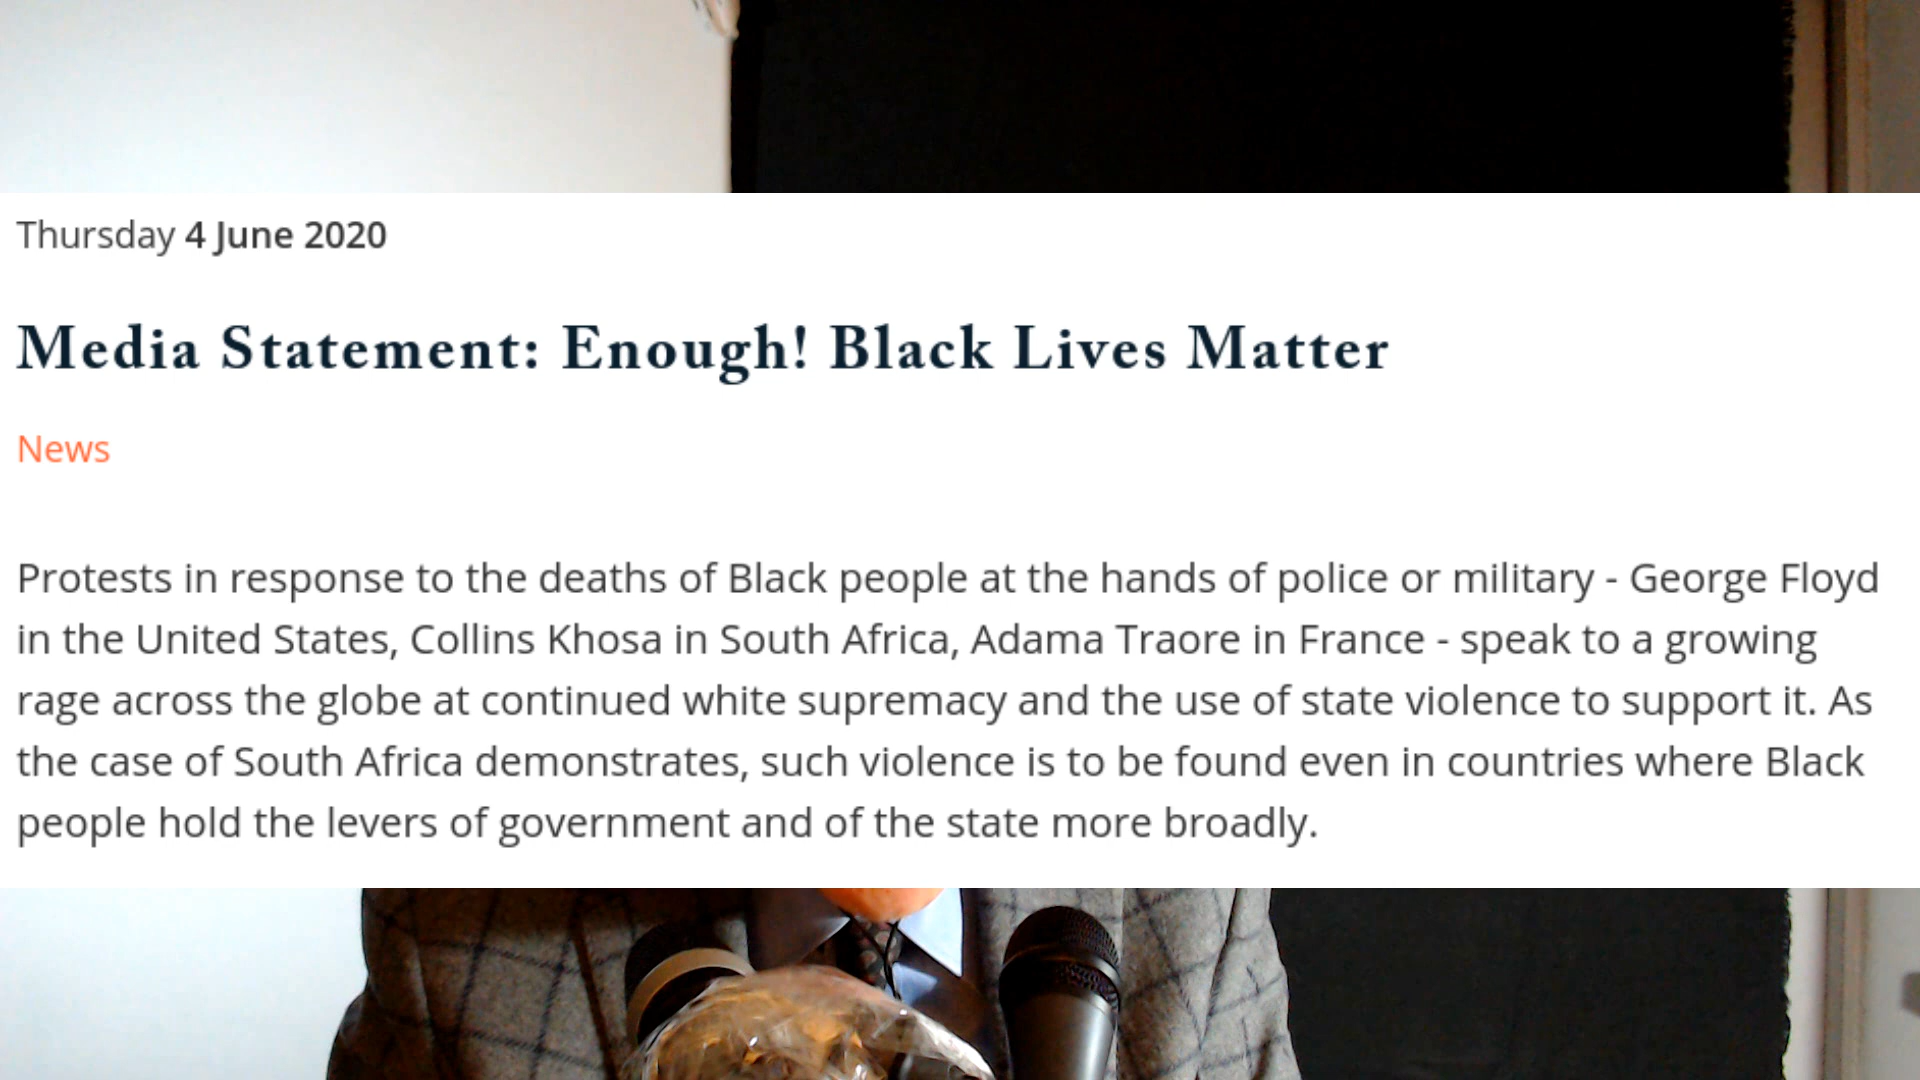 Thursday 4 June 2020
Media Statement: Enough! Black Lives Matter
News
Protests in response to the deaths of Black people at the hands of police or military - George Floyd
in the United States, Collins Khosa in South Africa, Adama Traore in France - speak to a growing
rage across the globe at continued white supremacy and the use of state violence to support it. As
the case of South Africa demonstrates, such violence is to be found even in countries where Black
people hold the levers of government and of the state more broadly.